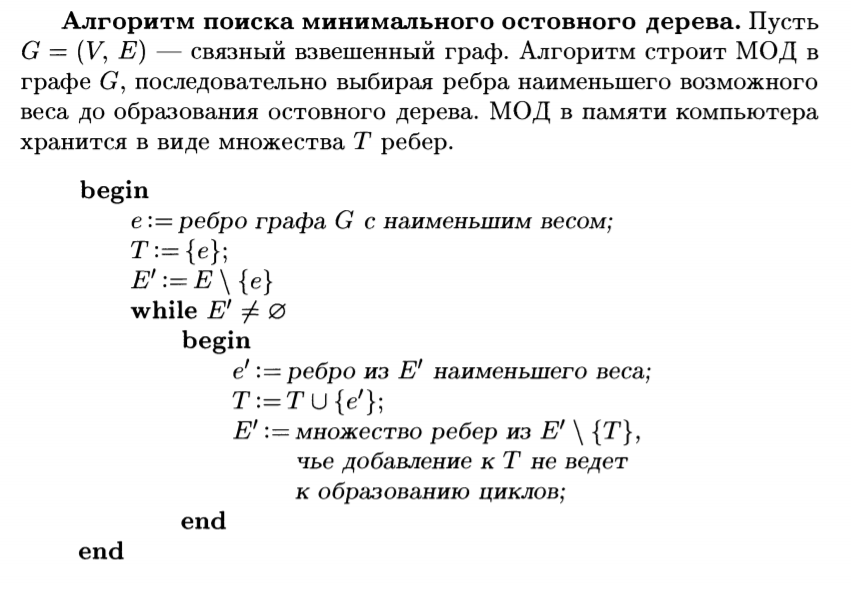 Алгоритм поиска минимального остовного дерева. Пусть
G = (V, E) — связный взвешенный граф. Алгоритм строит МОД в
графе G, последовательно выбирая ребра наименьшего возможного
веса до образования остовного дерева. МОД в памяти компьютера
хранится в виде множества T ребер.
begin
e := ребро графа G с наименьшим весом;
T := {e};
E′ := E \ {e}
while E′ ≠ ∅
begin
e′ := ребро из E′ наименьшего веса;
T := T ∪ {e′};
E′ := множество ребер из E′ \ {T},
чье добавление к T не ведет
к образованию циклов;
end
end